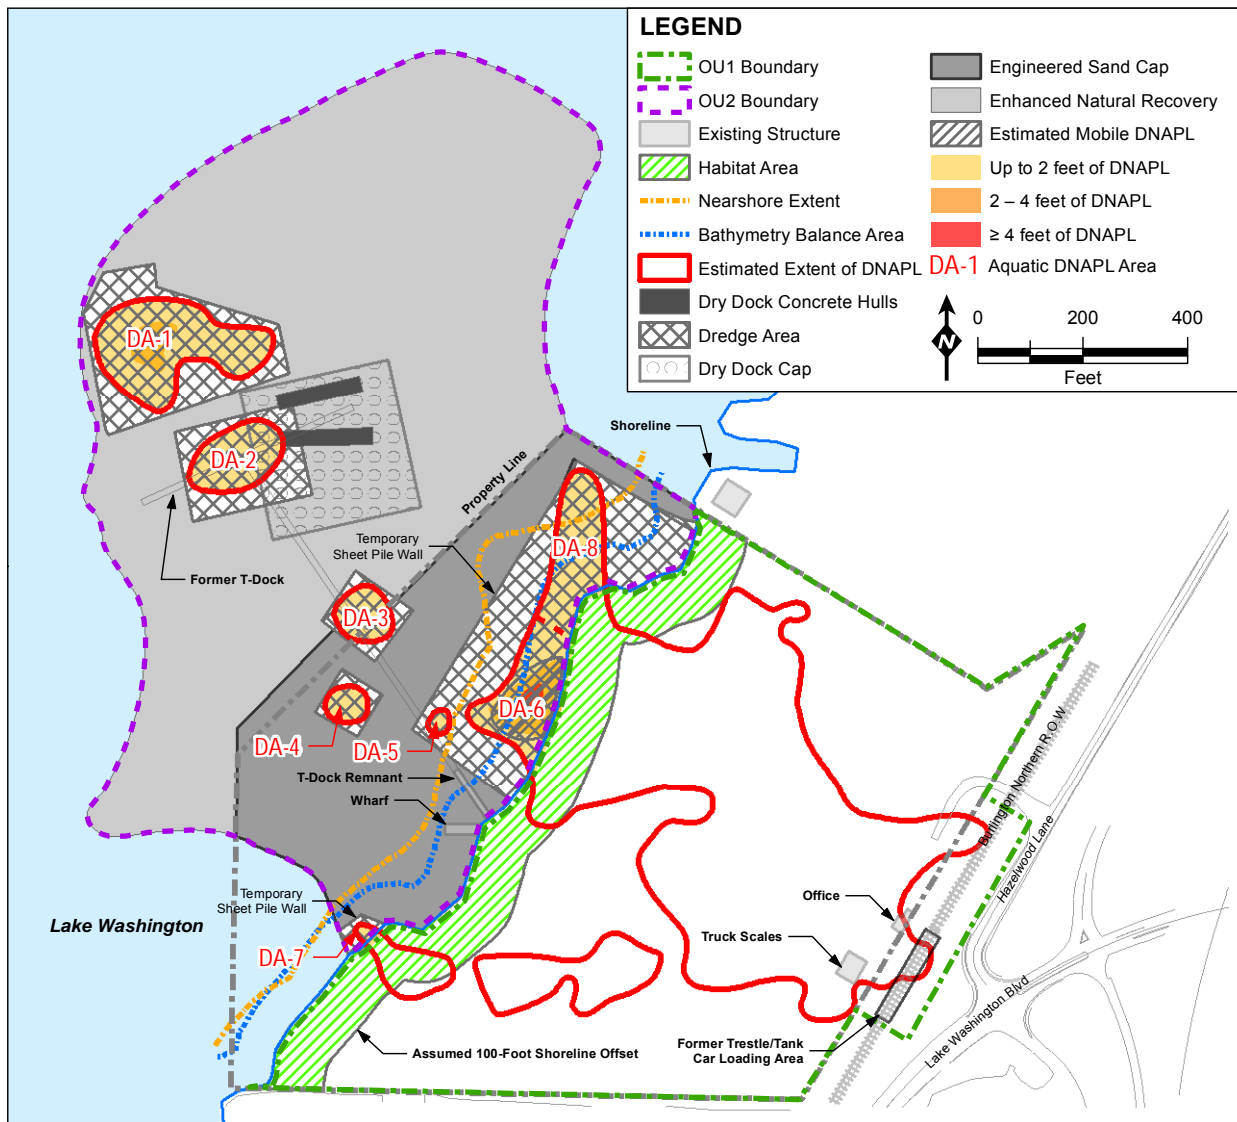 LEGEND
OU1 Boundary
OU2 Boundary
Existing Structure
Habitat Area
Nearshore Extent
Bathymetry Balance Area
Estimated Extent of DNAPL
Dry Dock Concrete Hulls
Dredge Area
Dry Dock Cap
Engineered Sand Cap
Enhanced Natural Recovery
Estimated Mobile DNAPL
Up to 2 feet of DNAPL
2 – 4 feet of DNAPL
≥ 4 feet of DNAPL
DA-1 Aquatic DNAPL Area
N
0 200 400
Feet
DA-1
DA-2
Former T-Dock
Property Line
Shoreline
Temporary
Sheet Pile Wall
DA-8
DA-3
DA-6
DA-4
DA-5
T-Dock Remnant
Wharf
Temporary
Sheet Pile Wall
Lake Washington
DA-7
Assumed 100-Foot Shoreline Offset
Office
Truck Scales
Former Trestle/Tank
Car Loading Area
Burlington Northern R O W
Hazelwood Lane
Lake Washington Blvd